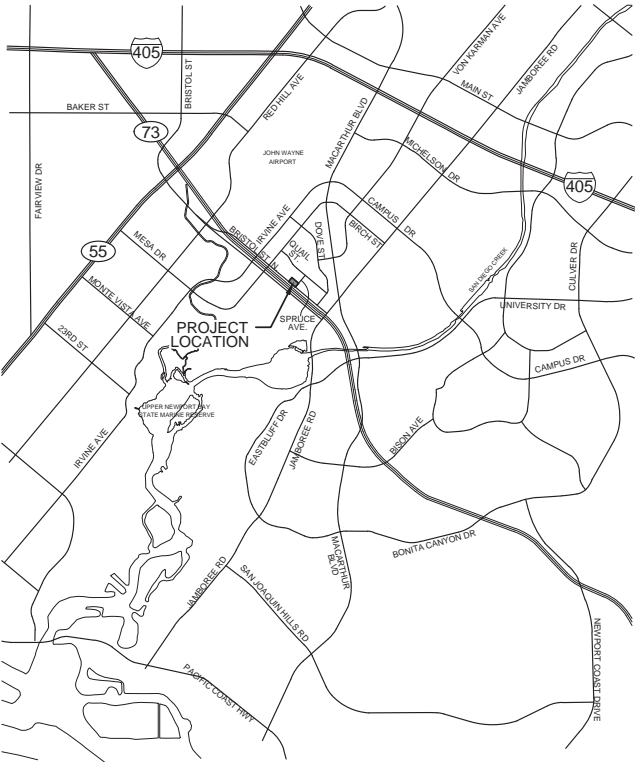 405
BRISTOL ST
RED HILL AVE
VON KARMAN AVE
JAMBOREE RD
MAIN ST
BAKER ST
MACARTHUR BLVD
73
MICHELSON DR
JOHN WAYNE
AIRPORT
405
FAIRVIEW DR
CAMPUS DR
IRVINE AVE
DOVE ST
BIRCH ST
BRISTOL ST N
QUAIL
ST.
MESA DR
55
SAN DIEGO CREEK
CULVER DR
MONTE VISTA AVE
UNIVERSITY DR
SPRUCE
AVE.
PROJECT
LOCATION
23RD ST
CAMPUS DR
UPPER NEWPORT BAY
STATE MARINE RESERVE
EASTBLUFF DR
JAMBOREE RD
BISON AVE
IRVINE AVE
BONITA CANYON DR
MACARTHUR
BLVD
JAMBOREE RD
SAN JOAQUIN HILLS RD
NEWPORT COAST DRIVE
PACIFIC COAST HWY